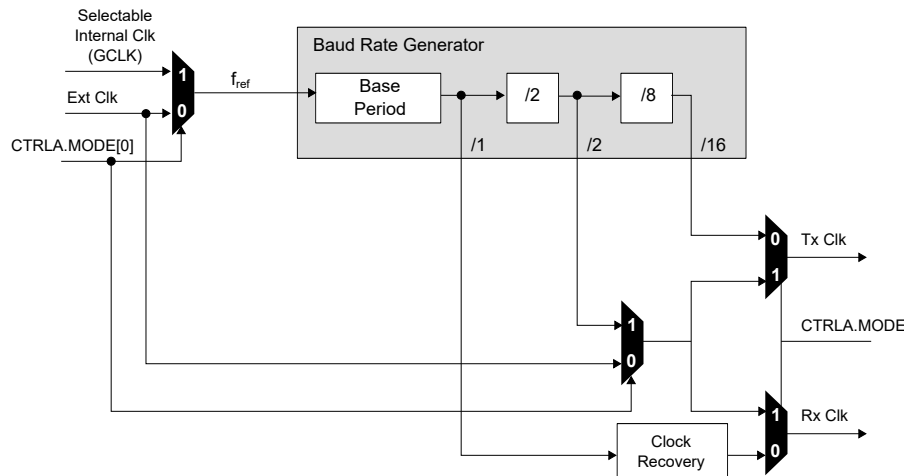 Selectable
Internal Clk
(GCLK)
Ext Clk
CTRLA.MODE[0]
1
0
fref
Baud Rate Generator
Base
Period
/2
/8
/1
/2
/16
0
1
Tx Clk
1
0
CTRLA.MODE
1
0
Rx Clk
Clock
Recovery